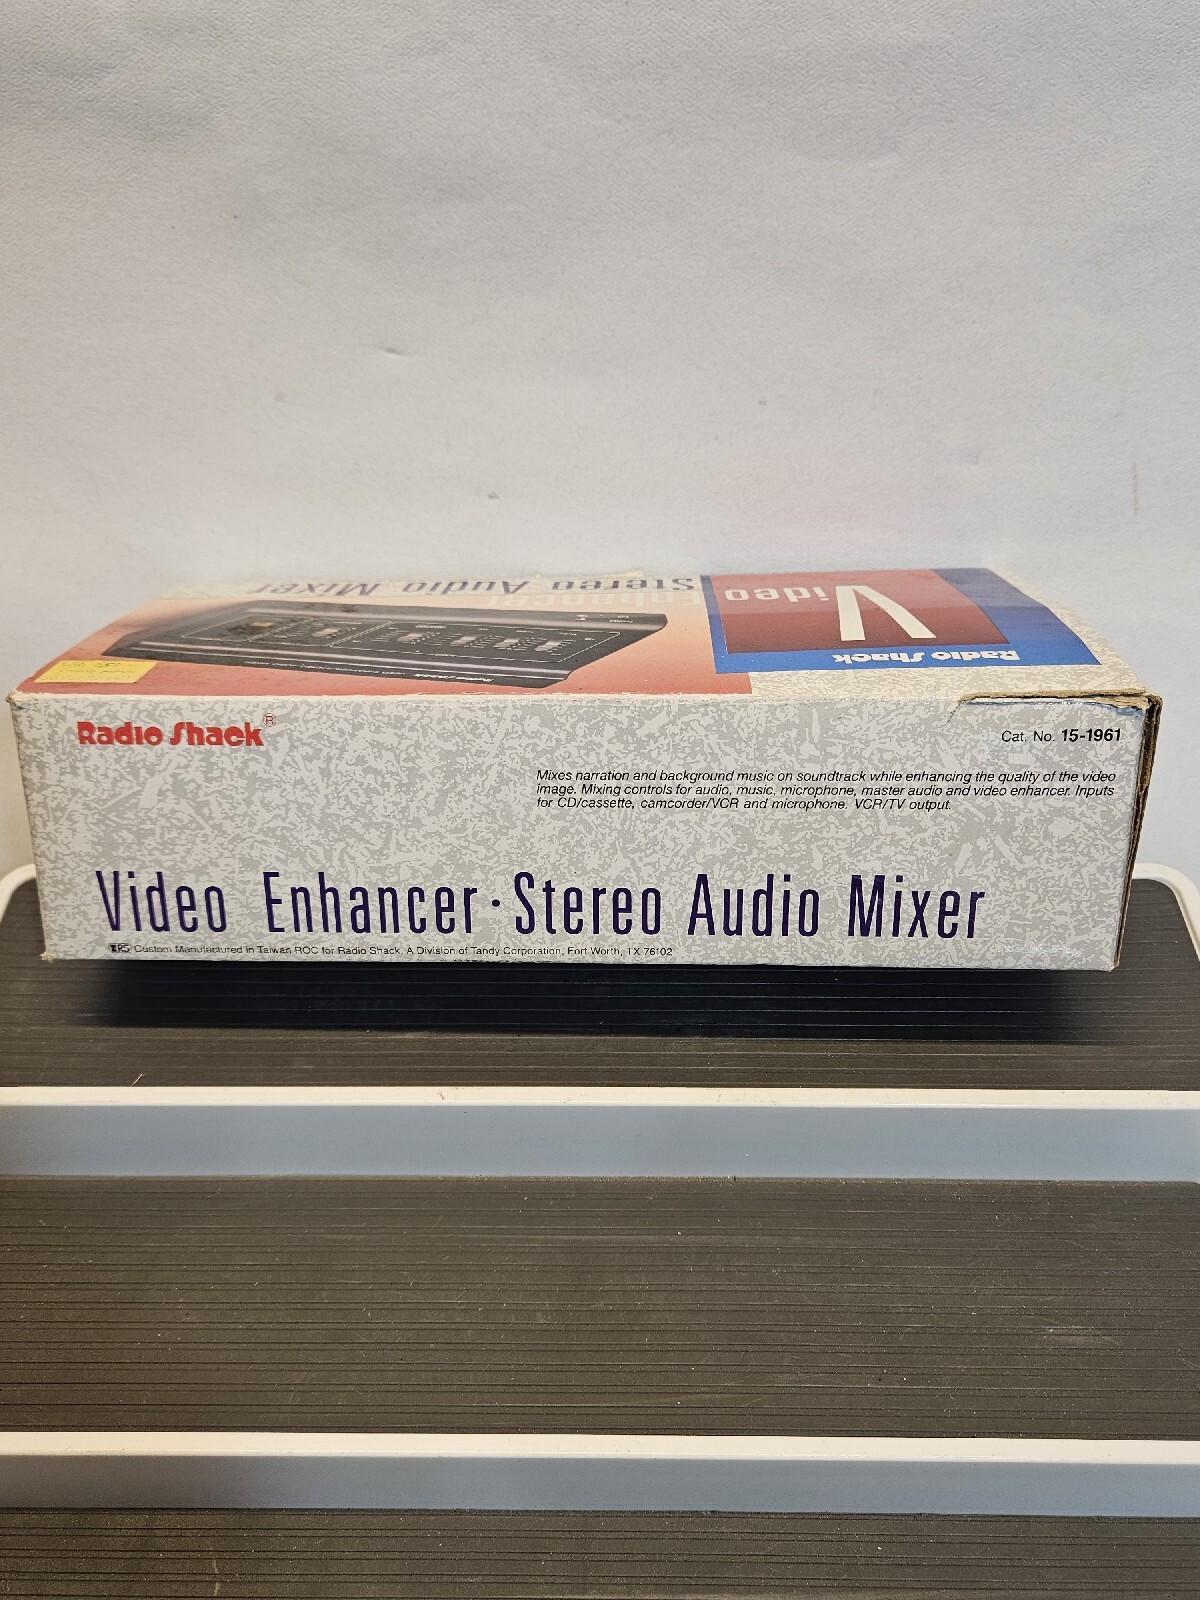 Stereo Audio Mixer
Enhancer
Video
Radio Shack
Radio Shack®
Cat. No. 15-1961
Mixes narration and background music on soundtrack while enhancing the quality of the video
image. Mixing controls for audio, music, microphone, master audio and video enhancer. Inputs
for CD/cassette, camcorder/VCR and microphone. VCR/TV output.
Video Enhancer·Stereo Audio Mixer
Custom Manufactured in Taiwan ROC for Radio Shack, A Division of Tandy Corporation, Fort Worth, TX 76102